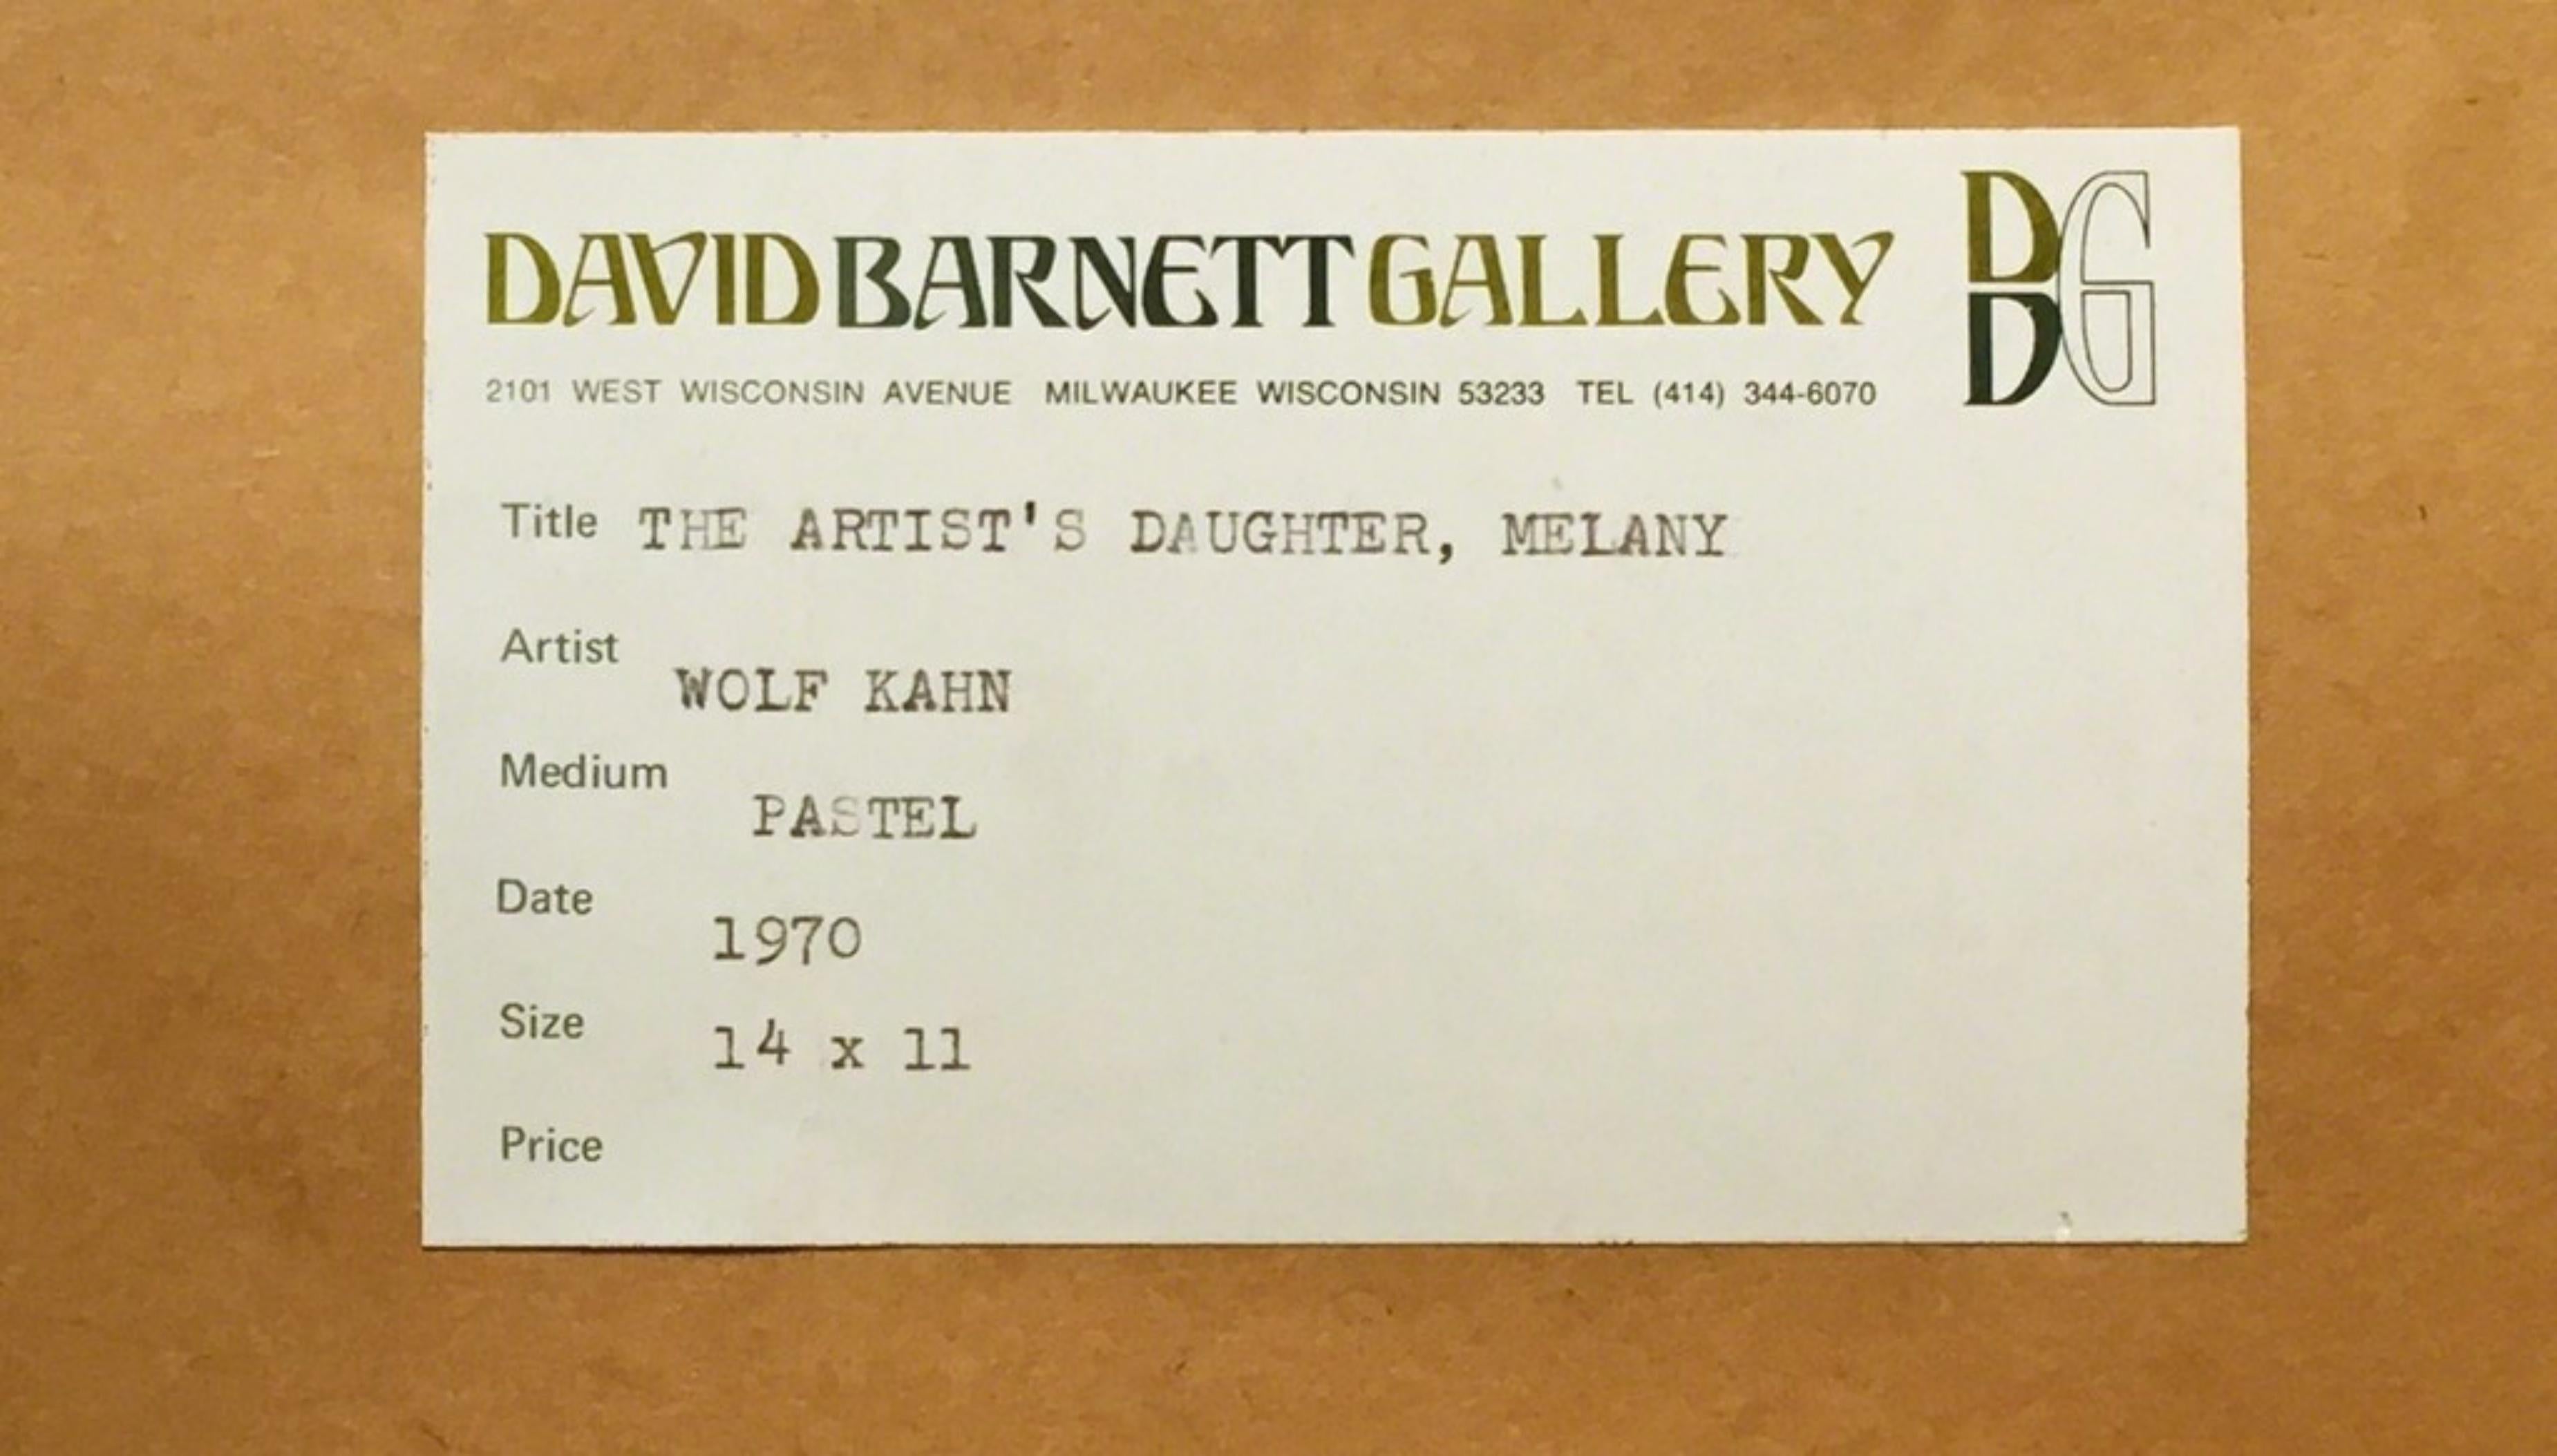 DAVID BARNETT GALLERY
DDG
2101 WEST WISCONSIN AVENUE MILWAUKEE WISCONSIN 53233 TEL (414) 344-6070
Title THE ARTIST'S DAUGHTER, MELANY
Artist WOLF KAHN
Medium PASTEL
Date 1970
Size 14 x 11
Price